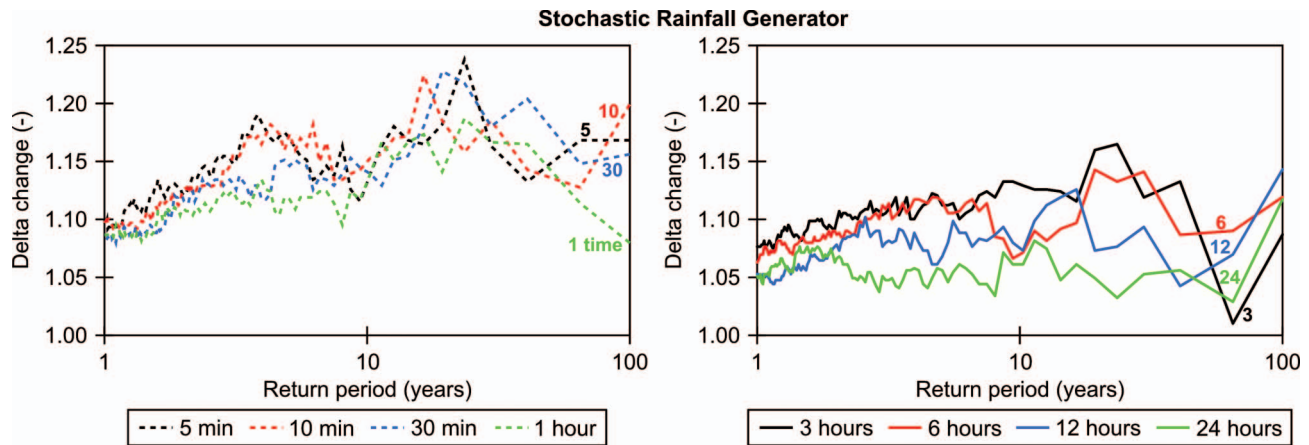 Stochastic Rainfall Generator
Delta change (-)
1.25
1.20
1.15
1.10
1.05
1.00
1
10
100
Return period (years)
5
10
30
1 time
5 min
10 min
30 min
1 hour
Delta change (-)
1.25
1.20
1.15
1.10
1.05
1.00
1
10
100
Return period (years)
6
12
24
3
3 hours
6 hours
12 hours
24 hours